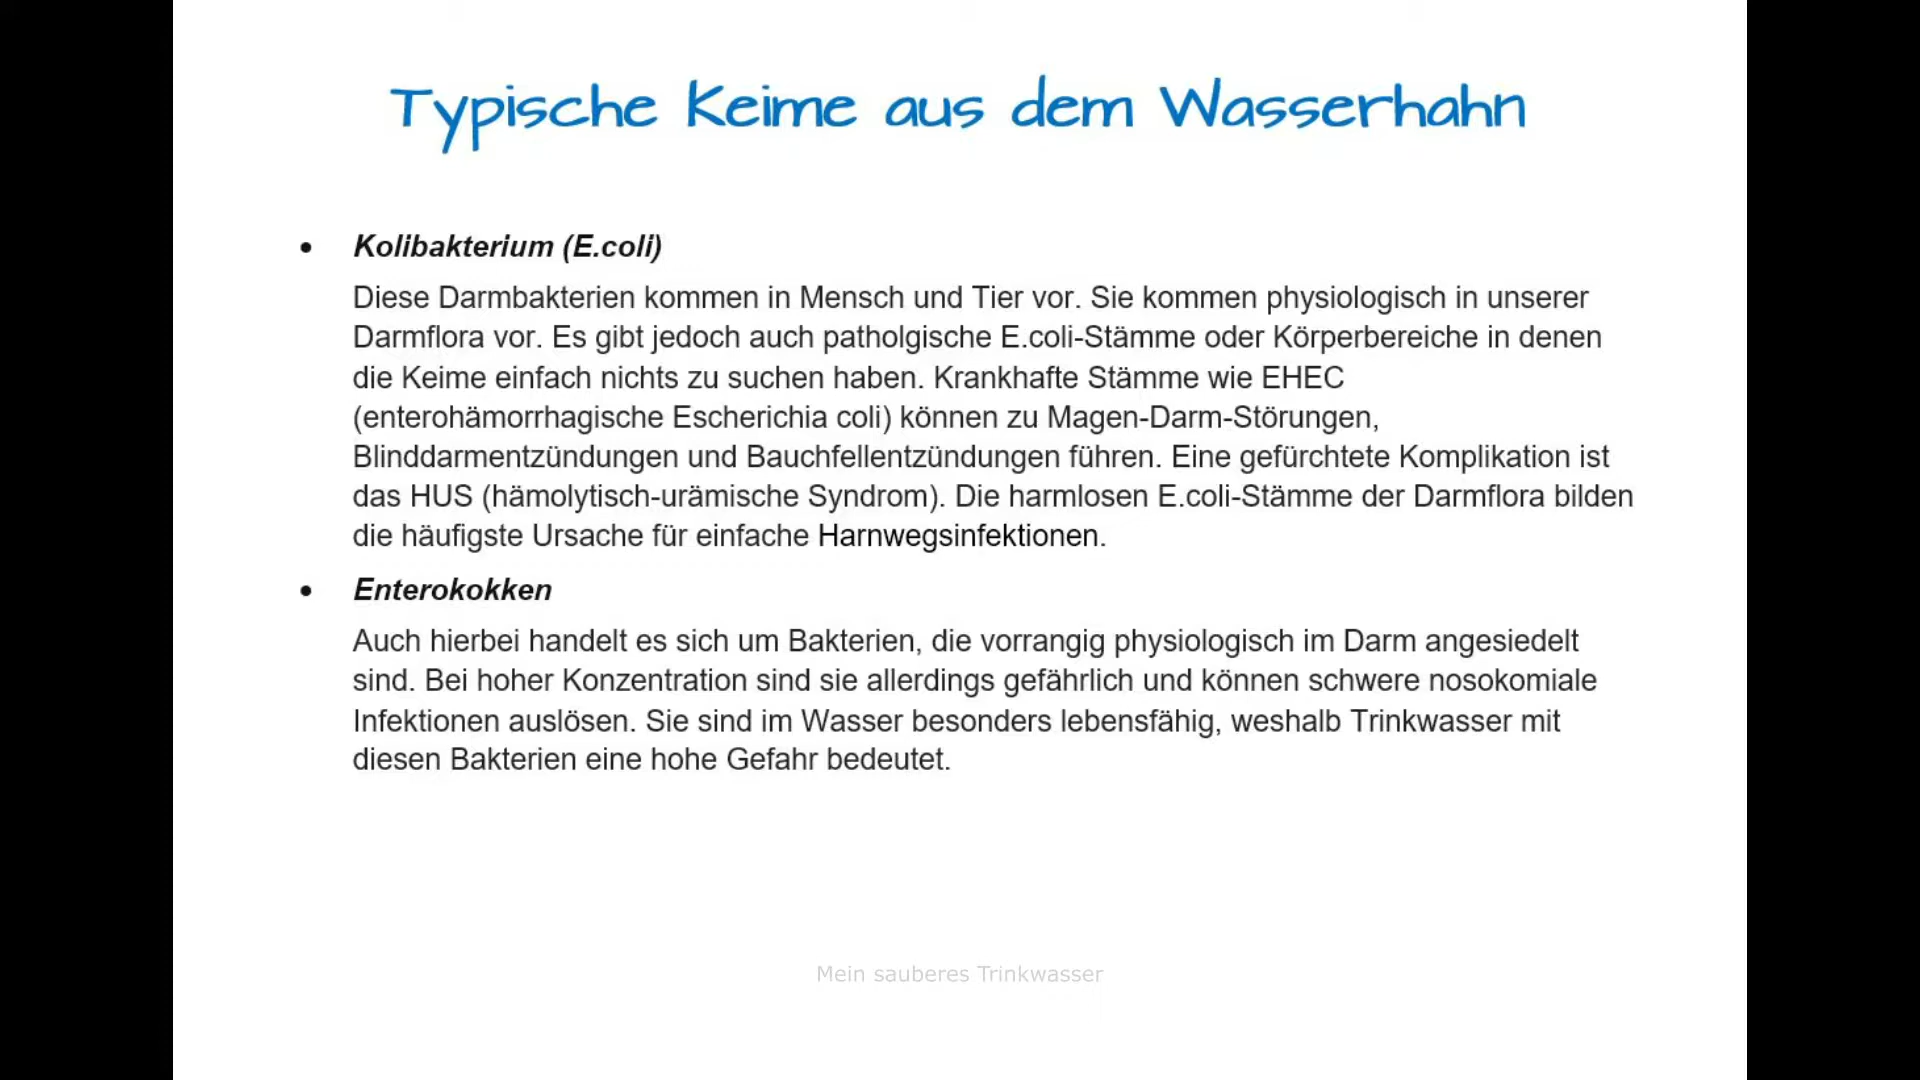 Typische Keime aus dem Wasserhahn
• Kolibakterium (E.coli)
Diese Darmbakterien kommen in Mensch und Tier vor. Sie kommen physiologisch in unserer
Darmflora vor. Es gibt jedoch auch patholgische E.coli-Stämme oder Körperbereiche in denen
die Keime einfach nichts zu suchen haben. Krankhafte Stämme wie EHEC
(enterohämorrhagische Escherichia coli) können zu Magen-Darm-Störungen,
Blinddarmentzündungen und Bauchfellentzündungen führen. Eine gefürchtete Komplikation ist
das HUS (hämolytisch-urämische Syndrom). Die harmlosen E.coli-Stämme der Darmflora bilden
die häufigste Ursache für einfache Harnwegsinfektionen.
• Enterokokken
Auch hierbei handelt es sich um Bakterien, die vorrangig physiologisch im Darm angesiedelt
sind. Bei hoher Konzentration sind sie allerdings gefährlich und können schwere nosokomiale
Infektionen auslösen. Sie sind im Wasser besonders lebensfähig, weshalb Trinkwasser mit
diesen Bakterien eine hohe Gefahr bedeutet.
Mein sauberes Trinkwasser